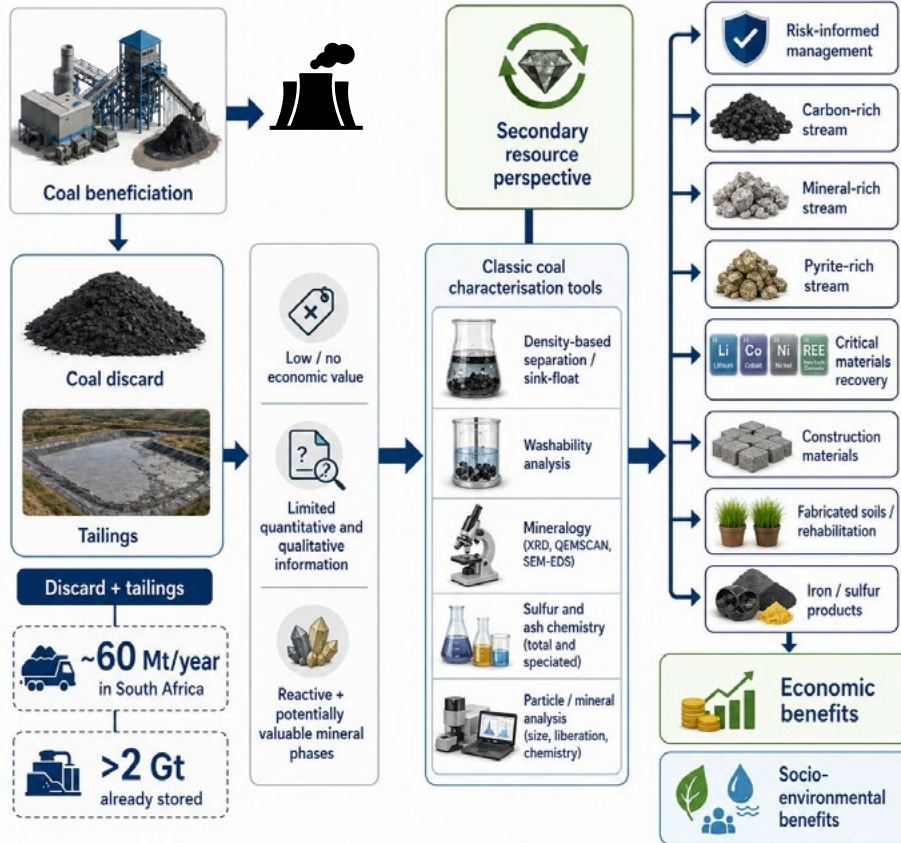 Coal beneficiation
Coal discard
Tailings
Discard + tailings
~60 Mt/year
in South Africa
>2 Gt
already stored
Low / no
economic value
? ?
Limited
quantitative and
qualitative
information
Reactive +
potentially
valuable mineral
phases
Secondary
resource
perspective
Classic coal
characterisation tools
Density-based
separation /
sink-float
Washability
analysis
Mineralogy
(XRD, QEMSCAN,
SEM-EDS)
Sulfur and
ash chemistry
(total and
speciated)
Particle / mineral
analysis
(size, liberation,
chemistry)
Risk-informed
management
Carbon-rich
stream
Mineral-rich
stream
Pyrite-rich
stream
Li Co Ni REE
Lithium Cobalt Nickel
Critical
materials
recovery
Construction
materials
Fabricated soils /
rehabilitation
Iron / sulfur
products
Economic
benefits
Socio-
environmental
benefits